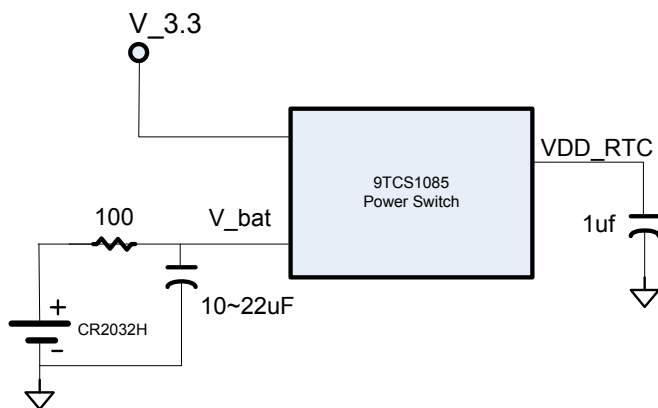 V_3.3
9TCS1085
Power Switch
VDD_RTC
1uf
100
V_bat
10~22uF
+
CR2032H
-